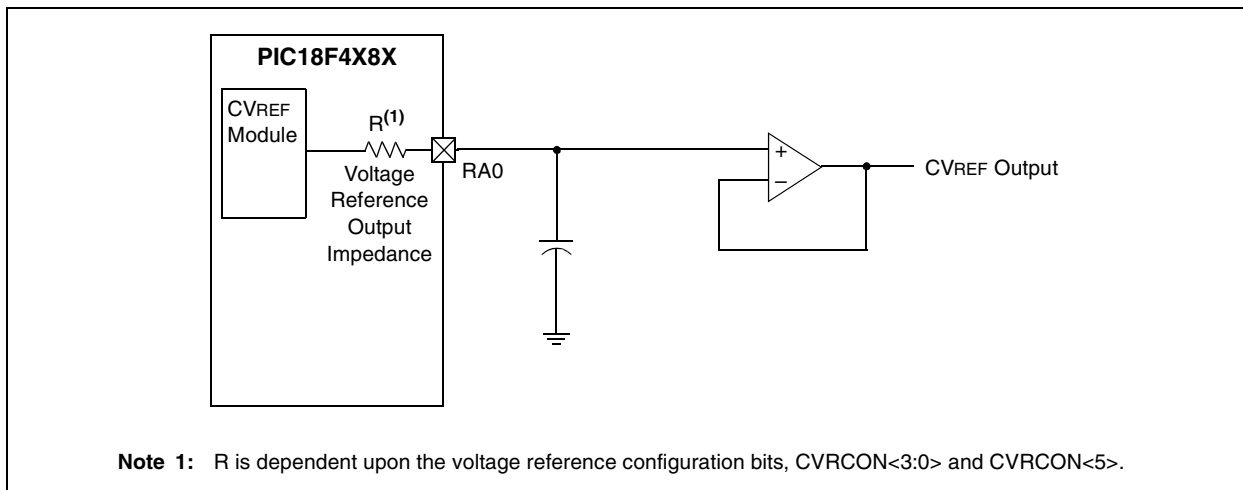 PIC18F4X8X
CVREF
Module
R(1)
Voltage
Reference
Output
Impedance
RA0
+
–
CVREF Output
Note 1: R is dependent upon the voltage reference configuration bits, CVRCON<3:0> and CVRCON<5>.